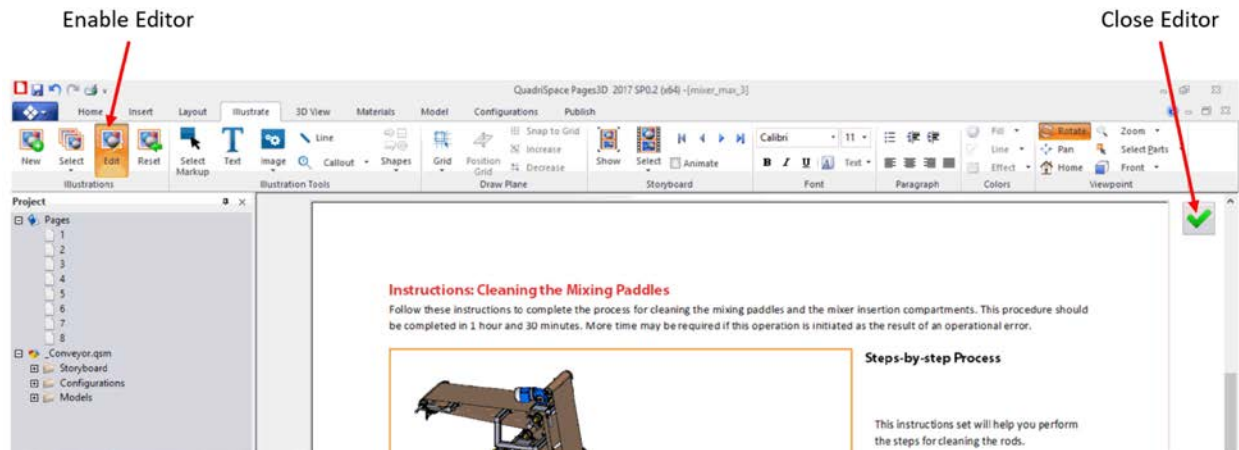 Enable Editor
Close Editor
QuadriSpace Pages3D 2017 SP0.2 (x64) -[mixer_max_3]
Home Insert Layout Illustrate 3D View Materials Model Configurations Publish
New Select Edit Reset Select Markup Text Image Line Callout Shapes Grid Position Grid Snap to Grid Increase Decrease Show Select Animate Calibri 11 B I U A Text Fill Line Effect Rotate Pan Home Zoom Select Parts Front
Illustrations Illustration Tools Draw Plane Storyboard Font Paragraph Colors Viewpoint
Project
Pages
1
2
3
4
5
6
7
8
_Conveyor.qsm
Storyboard
Configurations
Models
Instructions: Cleaning the Mixing Paddles
Follow these instructions to complete the process for cleaning the mixing paddles and the mixer insertion compartments. This procedure should
be completed in 1 hour and 30 minutes. More time may be required if this operation is initiated as the result of an operational error.
Steps-by-step Process
This instructions set will help you perform
the steps for cleaning the rods.